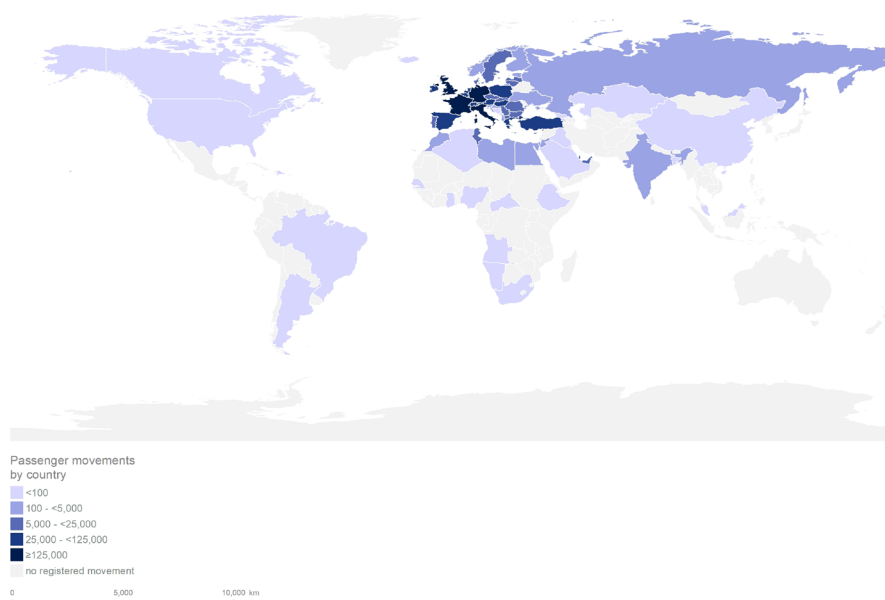 Passenger movements
by country
<100
100 - <5,000
5,000 - <25,000
25,000 - <125,000
≥125,000
no registered movement
0 5,000 10,000 km